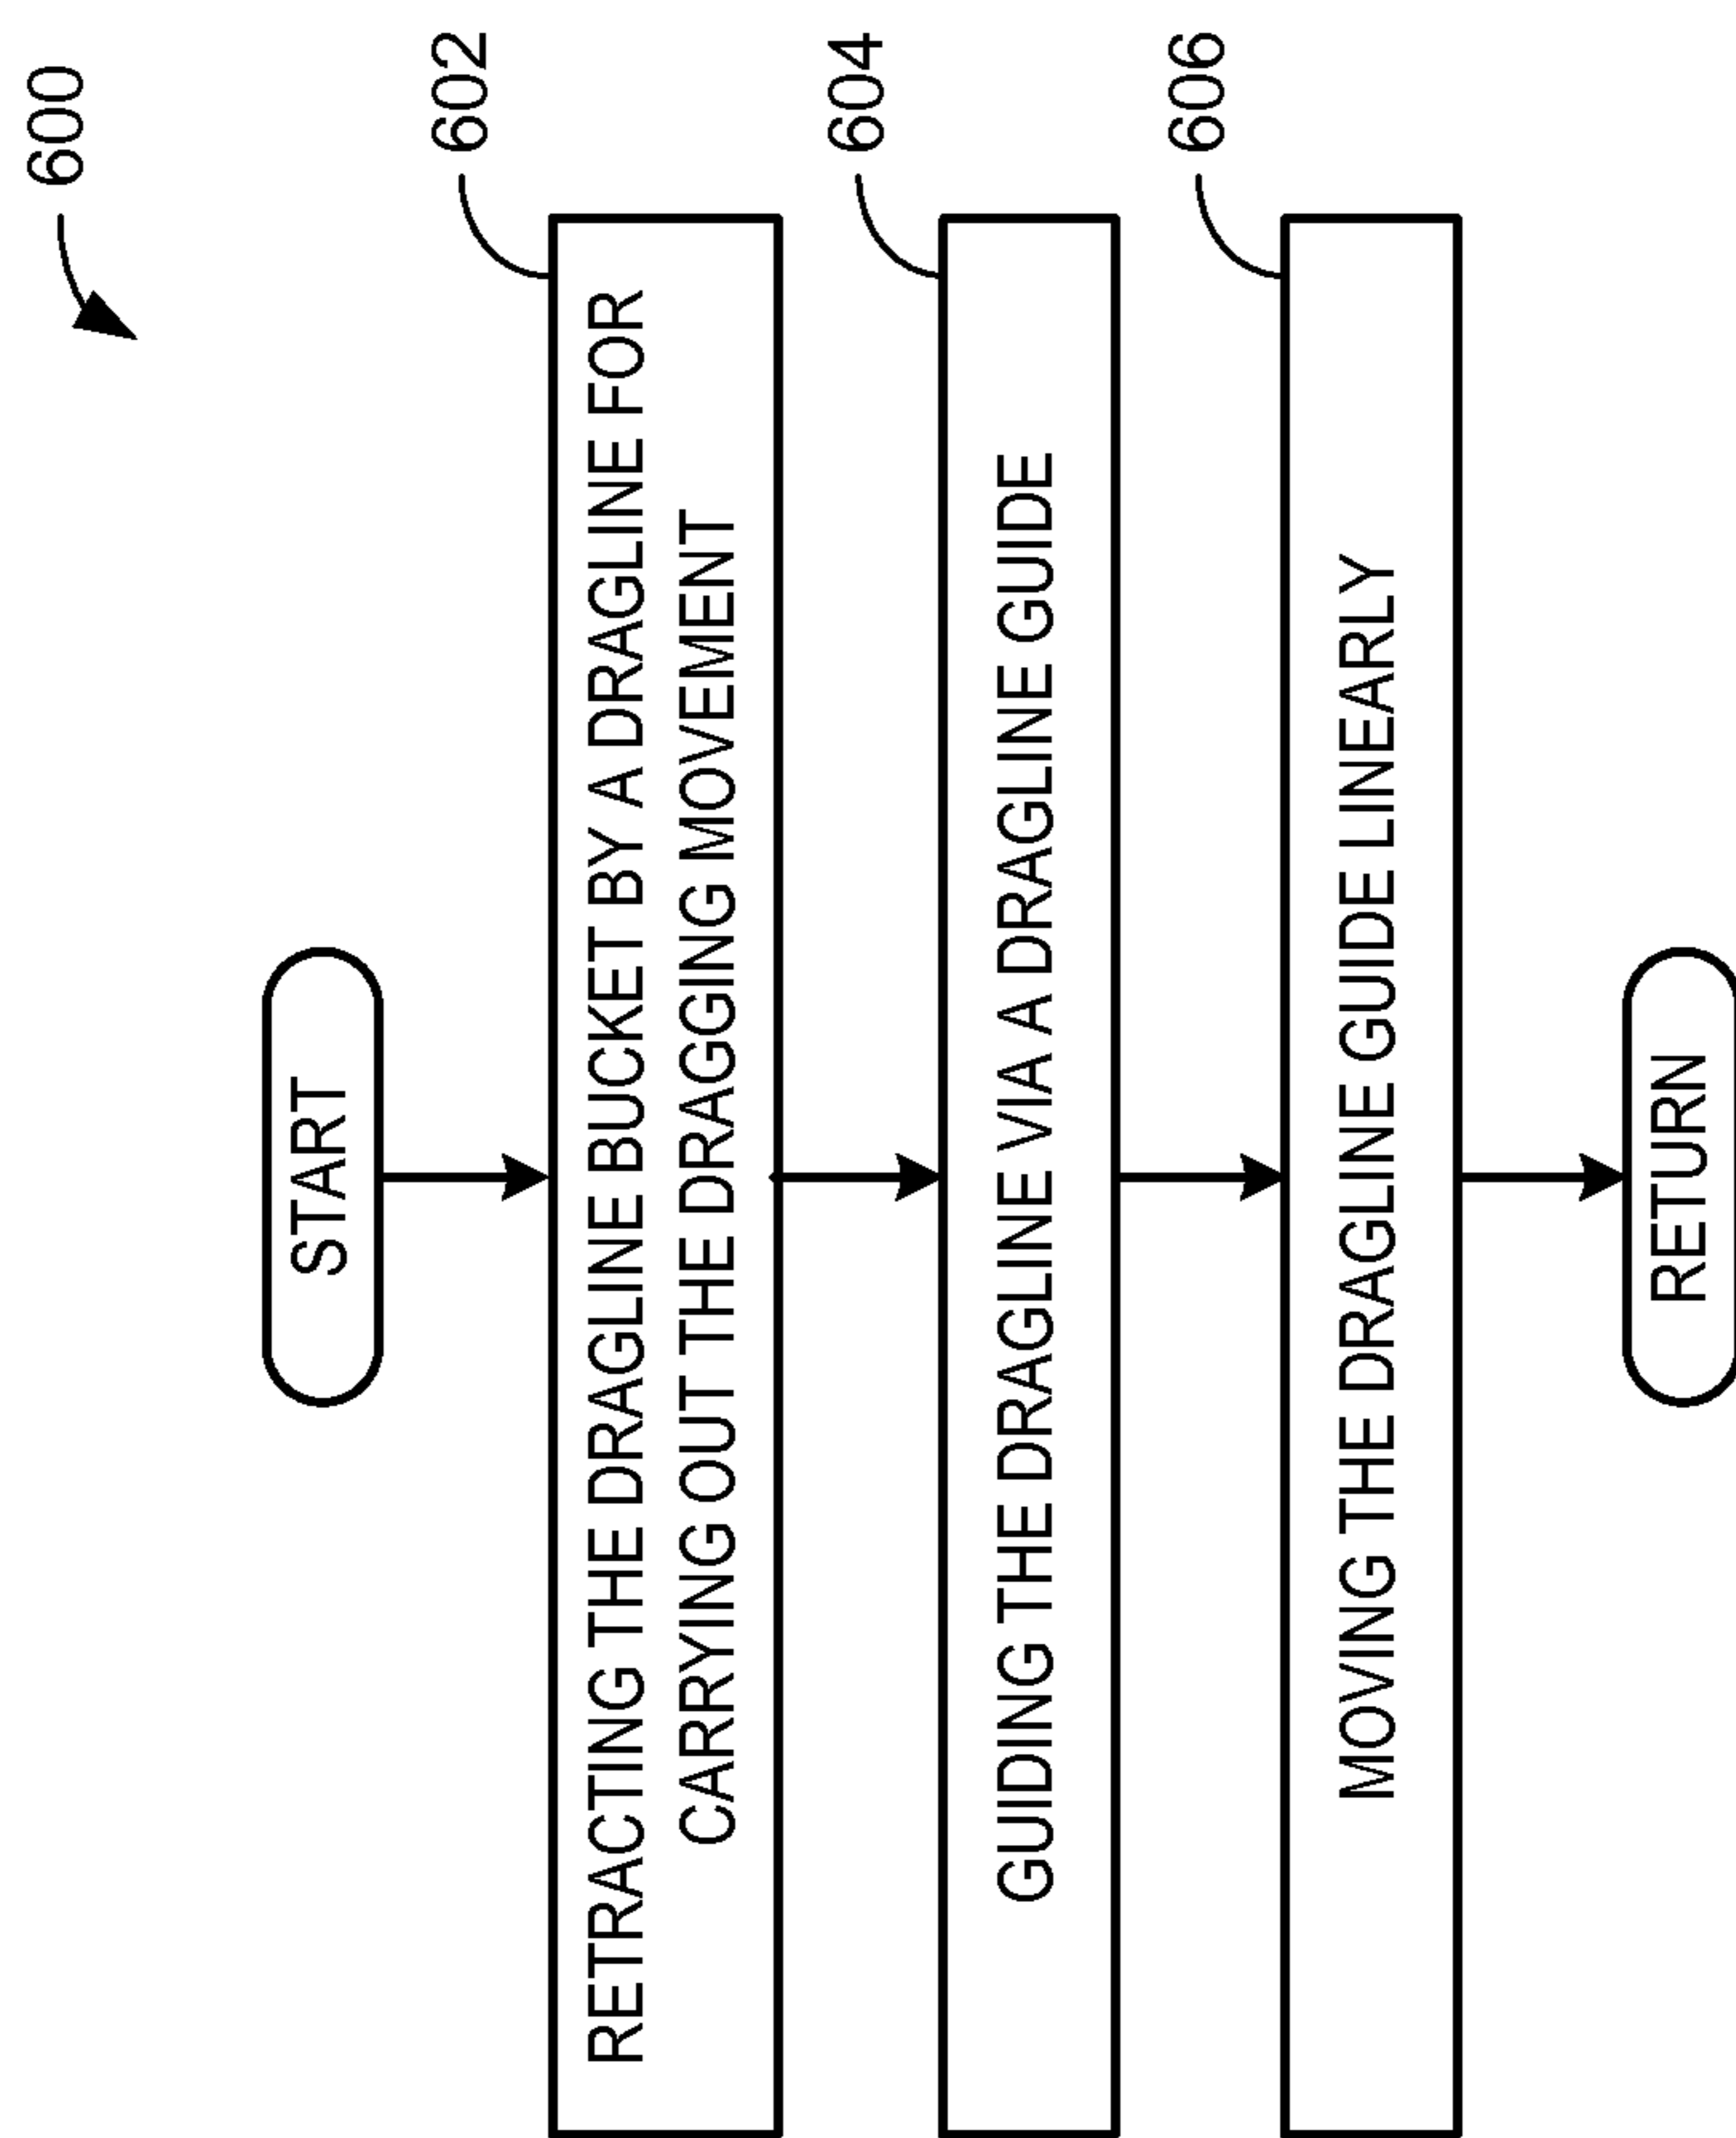 600
START
602
RETRACTING THE DRAGLINE BUCKET BY A DRAGLINE FOR
CARRYING OUT THE DRAGGING MOVEMENT
604
GUIDING THE DRAGLINE VIA A DRAGLINE GUIDE
606
MOVING THE DRAGLINE GUIDE LINEARLY
RETURN